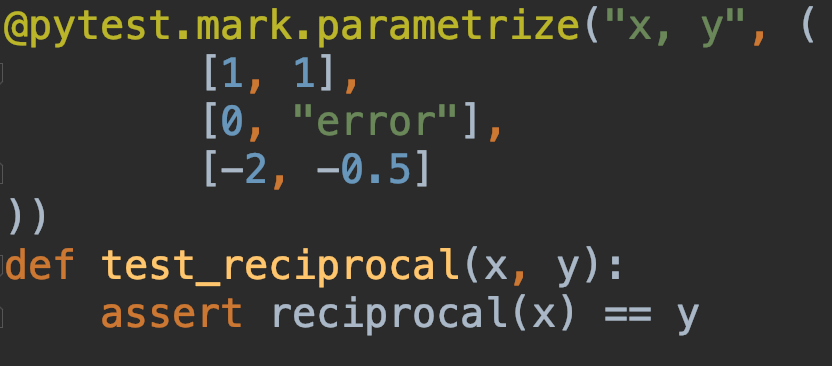 @pytest.mark.parametrize("x, y", (
        [1, 1],
        [0, "error"],
        [-2, -0.5]
))
def test_reciprocal(x, y):
    assert reciprocal(x) == y